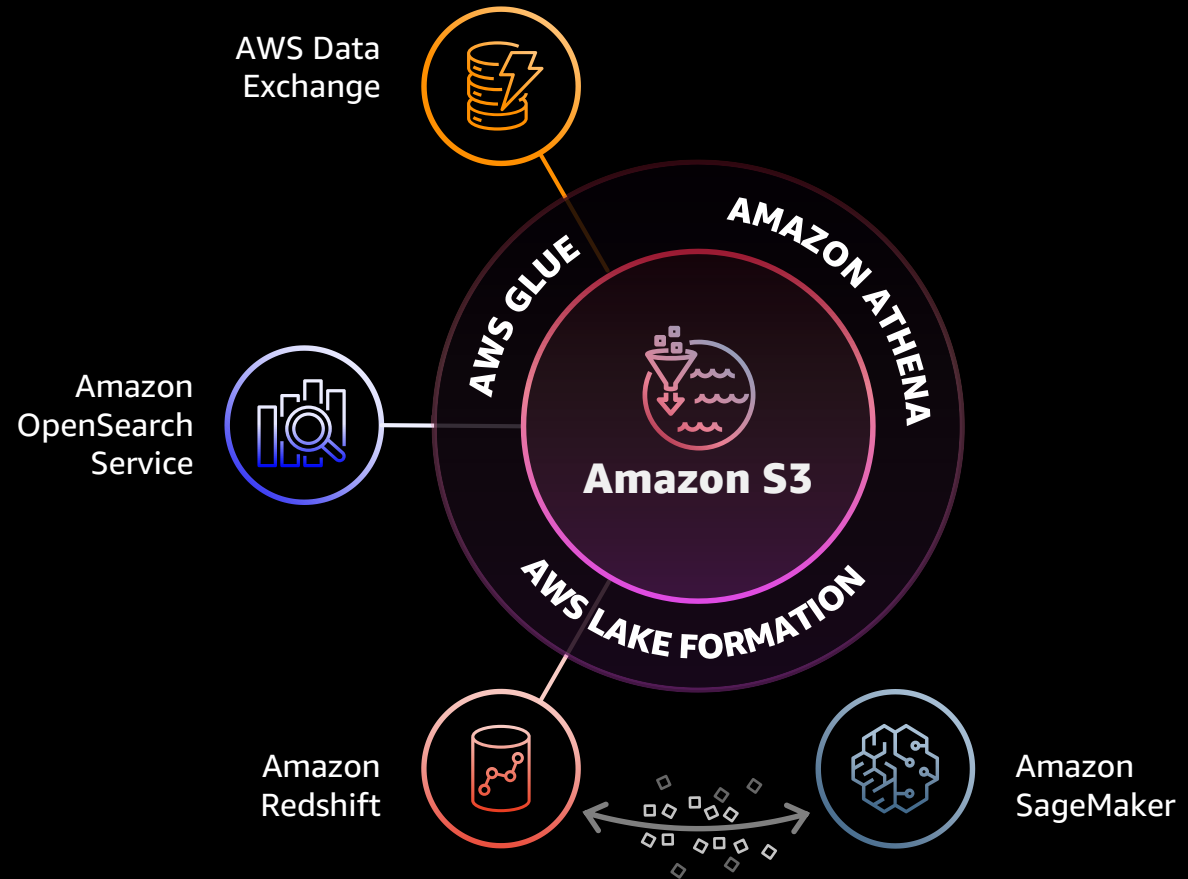 AWS Data
Exchange
AWS GLUE
AMAZON ATHENA
Amazon
OpenSearch
Service
Amazon S3
AWS LAKE FORMATION
Amazon
Redshift
Amazon
SageMaker